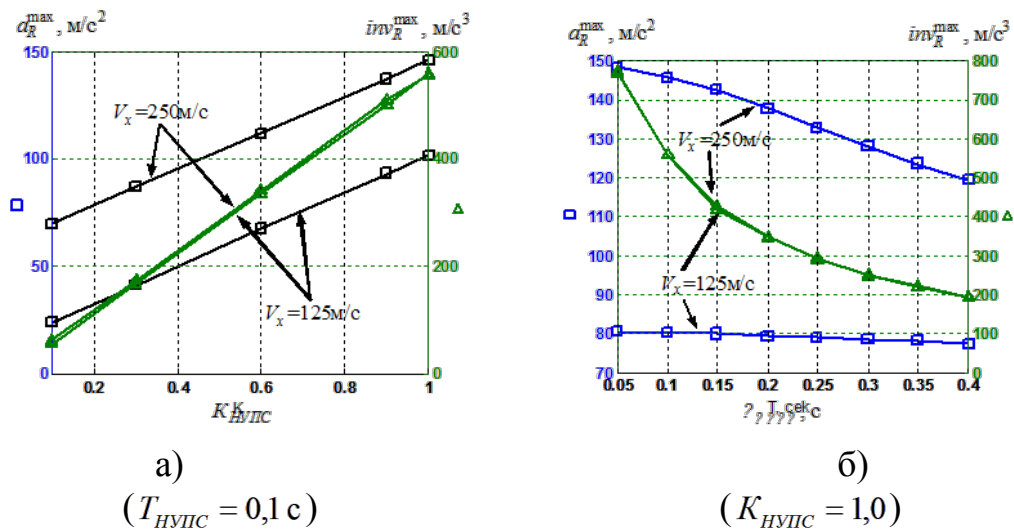 a_R^max, м/с² inv_R^max, м/с³
150 600
100 400
50 200
0 0
V_x=250м/с
V_x=125м/с
0.2 0.4 0.6 0.8 1
К НУПС
а)
(T_НУПС = 0,1 с)
a_R^max, м/с² inv_R^max, м/с³
150 800
140 700
130 600
120 500
110 400
100 300
90 200
80 100
70 0
V_x=250м/с
V_x=125м/с
0.05 0.1 0.15 0.2 0.25 0.3 0.35 0.4
T, сек
б)
(К_НУПС = 1,0)